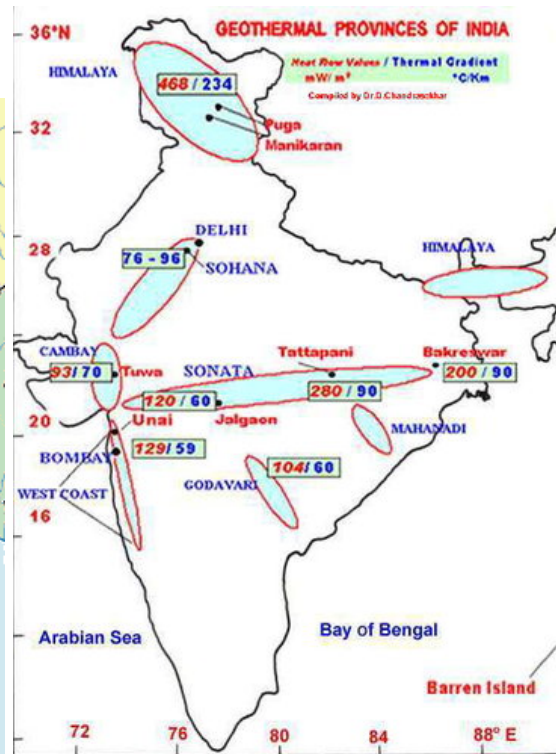 GEOTHERMAL PROVINCES OF INDIA
Heat Flow Values / Thermal Gradient
mW/ m² °C/Km
Compiled by Dr.D.Chandrasekhar
36°N
HIMALAYA
468 / 234
Puga
Manikaran
32
28
DELHI
76 - 96
SOHANA
HIMALAYA
CAMBAY
93/ 70
Tuwa
SONATA
Tattapani
Bakreswar
200 / 90
280 / 90
120 / 60
Unai
Jalgaon
MAHANADI
20
BOMBAY
129/ 59
104/ 60
GODAVARI
WEST COAST
16
Arabian Sea
Bay of Bengal
Barren Island
72
76
80
84
88° E